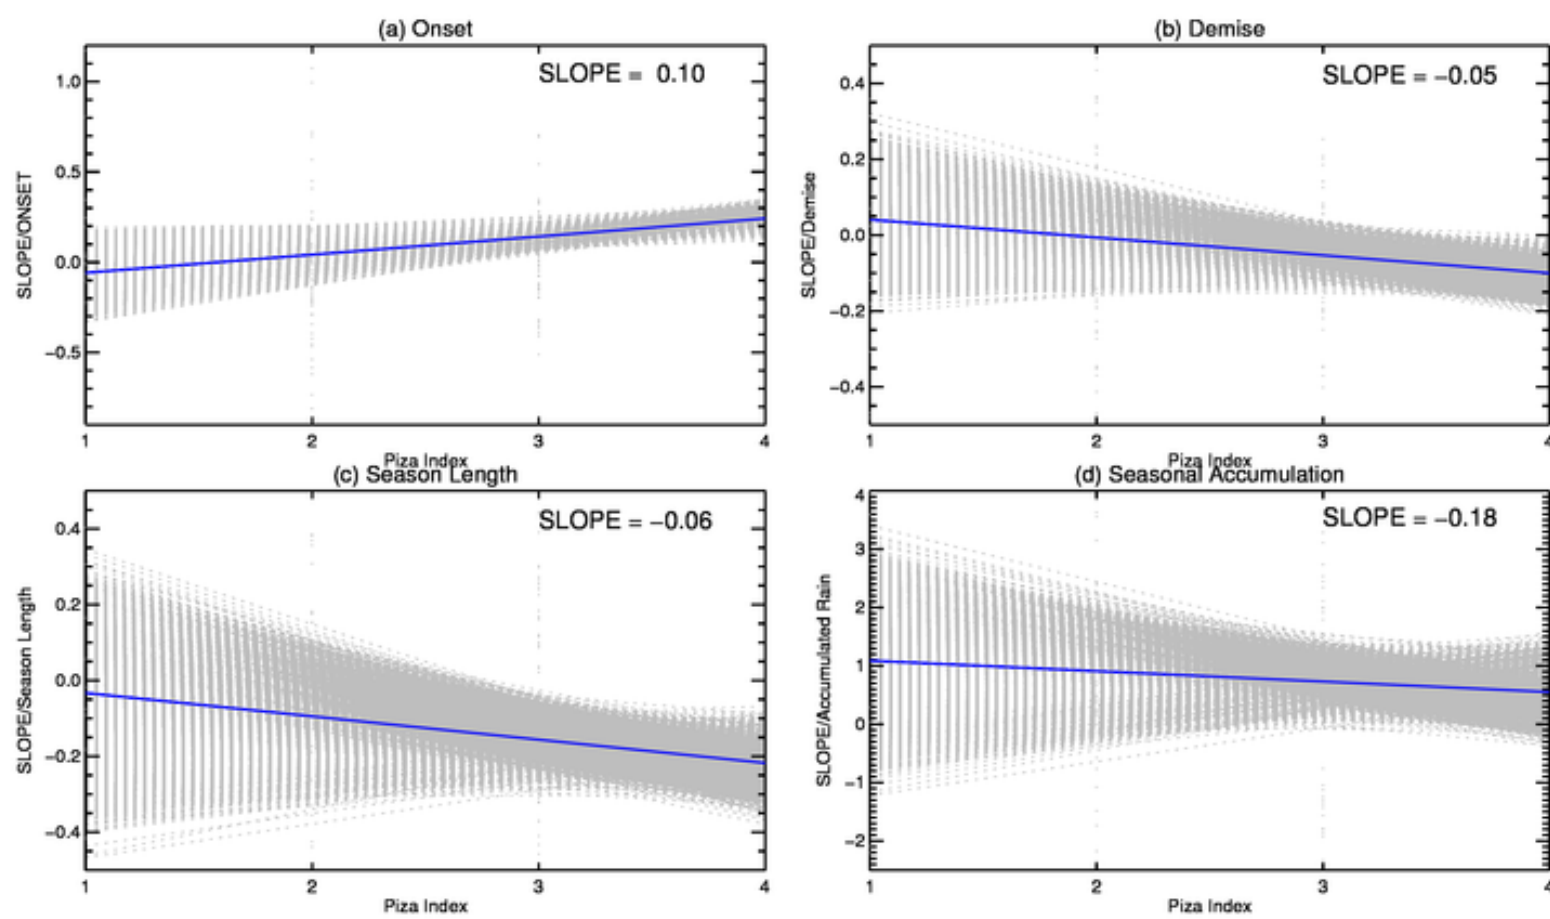 (a) Onset
SLOPE = 0.10
1.0
0.5
0.0
−0.5
SLOPE/ONSET
1 2 3 4
Piza Index
(b) Demise
SLOPE = −0.05
0.4
0.2
0.0
−0.2
−0.4
SLOPE/Demise
1 2 3 4
Piza Index
(c) Season Length
SLOPE = −0.06
0.4
0.2
0.0
−0.2
−0.4
SLOPE/Season Length
1 2 3 4
Piza Index
(d) Seasonal Accumulation
SLOPE = −0.18
4
3
2
1
0
−1
−2
SLOPE/Accumulated Rain
1 2 3 4
Piza Index